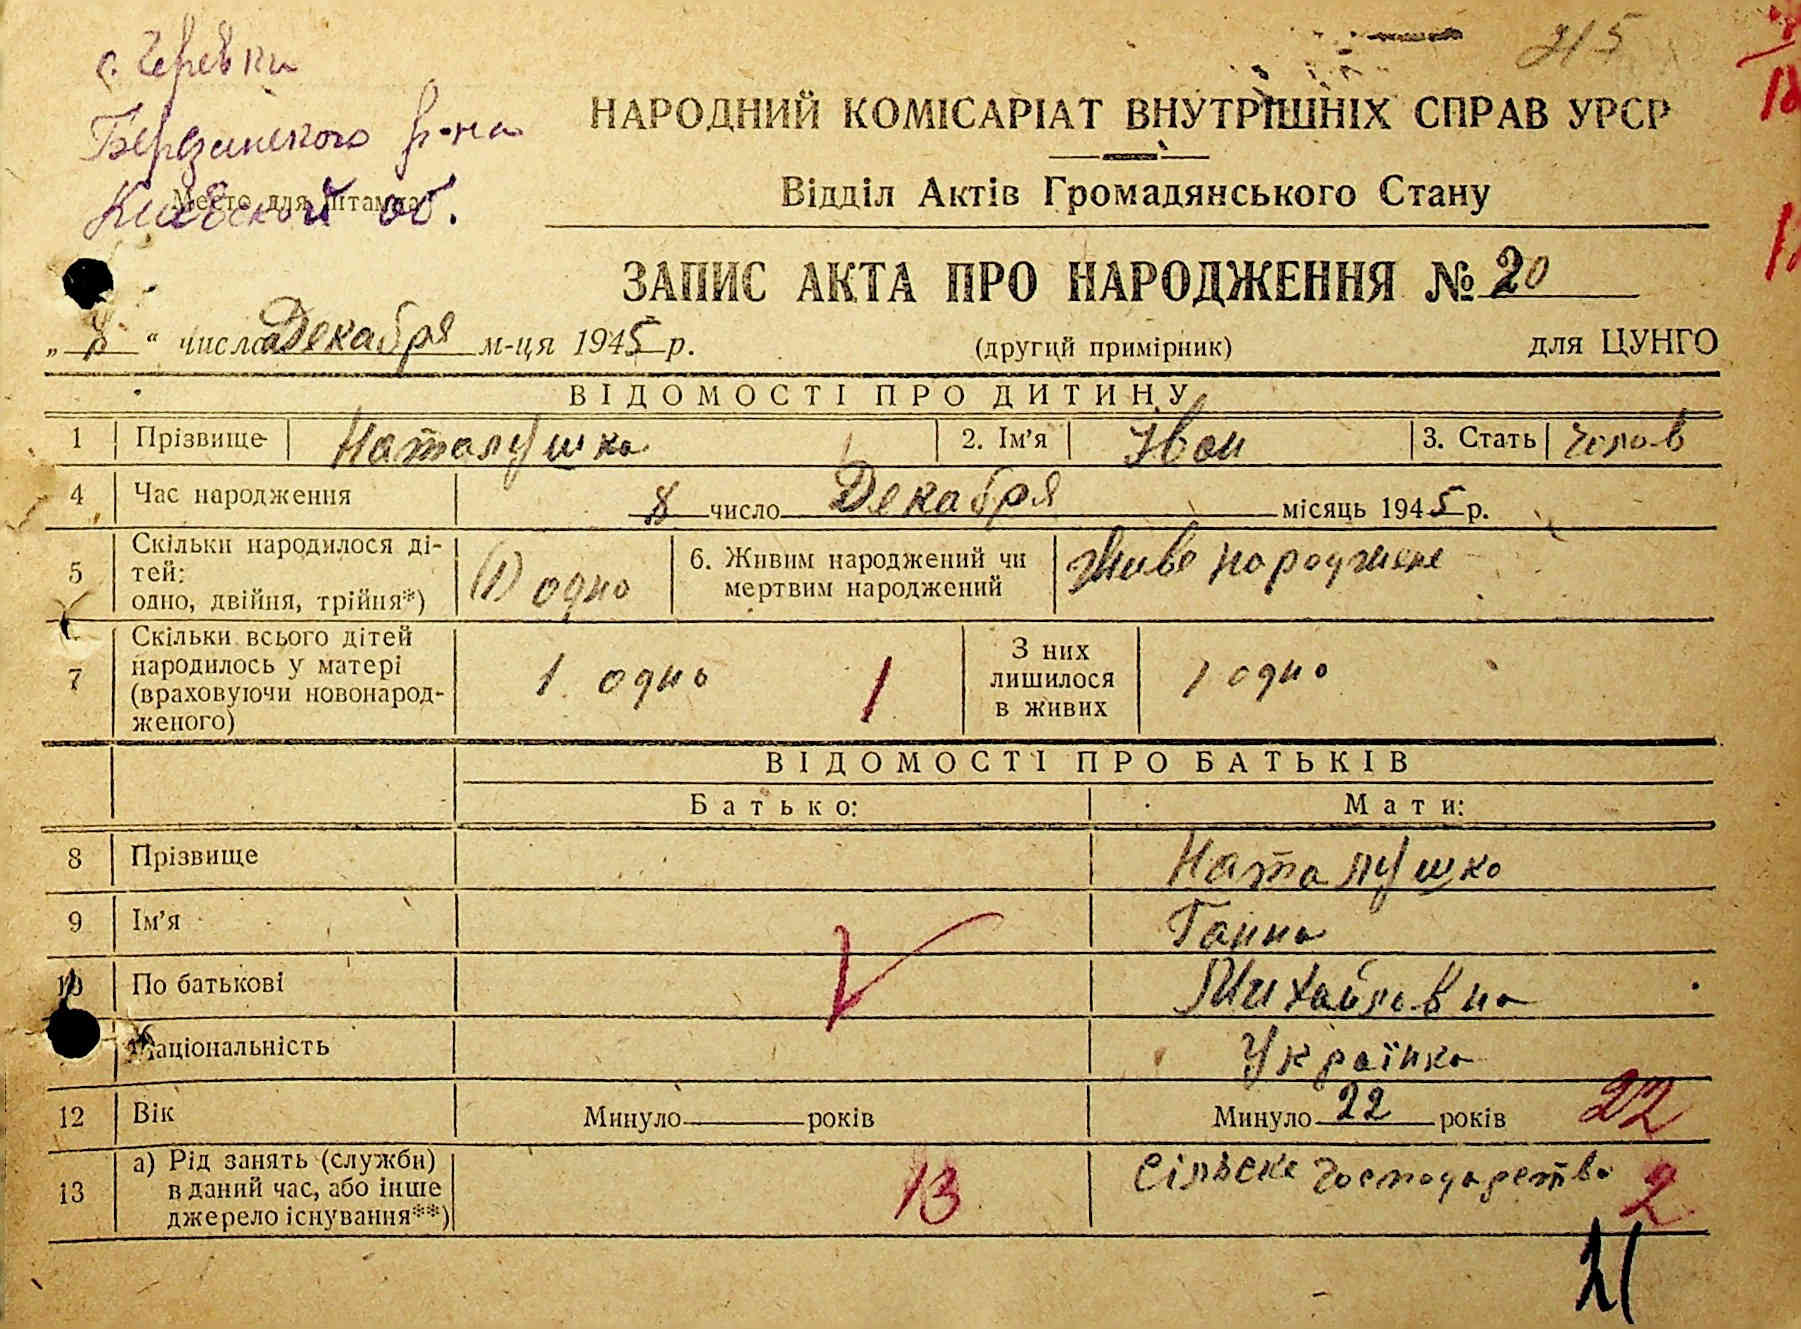 215
с. Черевки
Березанского р-на
Киевской об.
Место для штампа
НАРОДНИЙ КОМІСАРІАТ ВНУТРІШНІХ СПРАВ УРСР
Відділ Актів Громадянського Стану
ЗАПИС АКТА ПРО НАРОДЖЕННЯ № 20
„ 8 “ числа Декабря м-ця 1945 р. (другий примірник) для ЦУНГО
ВІДОМОСТІ ПРО ДИТИНУ
1 Прізвище Наталушко 2. Ім’я Іван 3. Стать чолов
4 Час народження 8 число Декабря місяць 1945 р.
5 Скільки народилося ді-
тей:
одно, двійня, трійня*) (1) одно 6. Живим народжений чи
мертвим народжений Живе народжене
7 Скільки всього дітей
народилось у матері
(враховуючи новонарод-
женого) 1 одно 1 З них
лишилося
в живих 1 одно
ВІДОМОСТІ ПРО БАТЬКІВ
Батько: Мати:
8 Прізвище Наталушко
9 Ім’я Ганна
10 По батькові Михайловна
Національність Українка
12 Вік Минуло років Минуло 22 років 22
13 а) Рід занять (служби)
в даний час, або інше
джерело існування**) 13 Сільске господарство 2
21